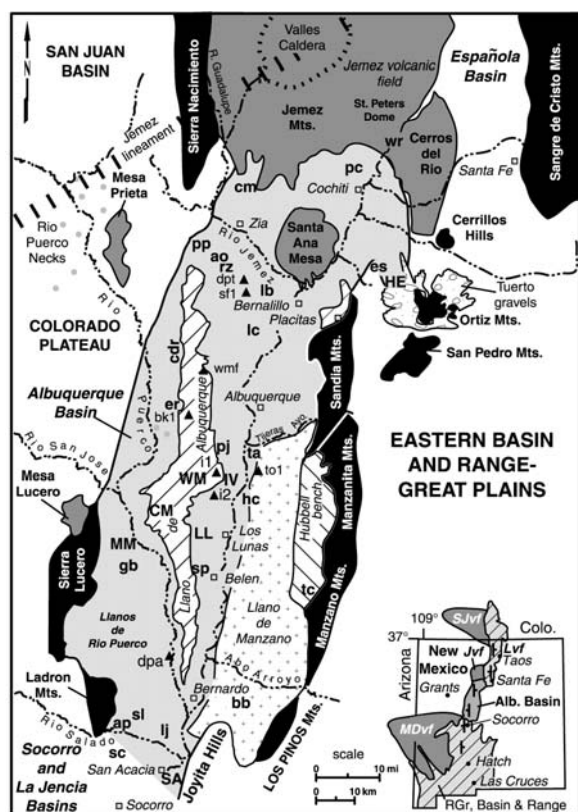 N
SAN JUAN
BASIN
Sierra Nacimiento
R. Guadalupe
Valles
Caldera
Jemez volcanic
field
Jemez
Mts.
St. Peters
Dome
Española
Basin
Sangre de Cristo Mts.
Jemez
lineament
Mesa
Prieta
wr
Cerros
del
Rio
Santa Fe
pc
Cochiti
cm
Zia
Rio Jemez
Santa
Ana
Mesa
Cerrillos
Hills
Rio
Puerco
Necks
pp
ao
rz
dpt
sf1
lb
Bernalillo
Placitas
es
HE
Tuerto
gravels
Ortiz Mts.
San Pedro Mts.
Rio
Puerco
COLORADO
PLATEAU
lc
cdr
wmf
Sandia Mts.
Albuquerque
Basin
er
bk1
Albuquerque
Albuquerque
Tijeras Ayo.
EASTERN BASIN
AND RANGE-
GREAT PLAINS
Rio San Jose
pj
i1
ta
to1
WM
IV
i2
hc
Mesa
Lucero
CM
de
Llano
Hubbell
bench
Manzanita Mts.
LL
Los
Lunas
Sierra
Lucero
MM
gb
sp
Belen
tc
Manzano Mts.
Llano
de
Manzano
Llanos
de
Rio Puerco
dpa
Abo Arroyo
Ladron
Mts.
Bernardo
bb
Rio Salado
ap
sl
lj
sc
San Acacia
SA
Joyita Hills
LOS PINOS Mts.
Socorro
and
La Jencia
Basins
Socorro
scale
10 mi
10 km
109°
37°
SJvf
Colo.
Arizona
New
Mexico
Jvf
Lvf
Taos
Santa Fe
Grants
Alb. Basin
Socorro
MDvf
Hatch
Las Cruces
RGr, Basin & Range